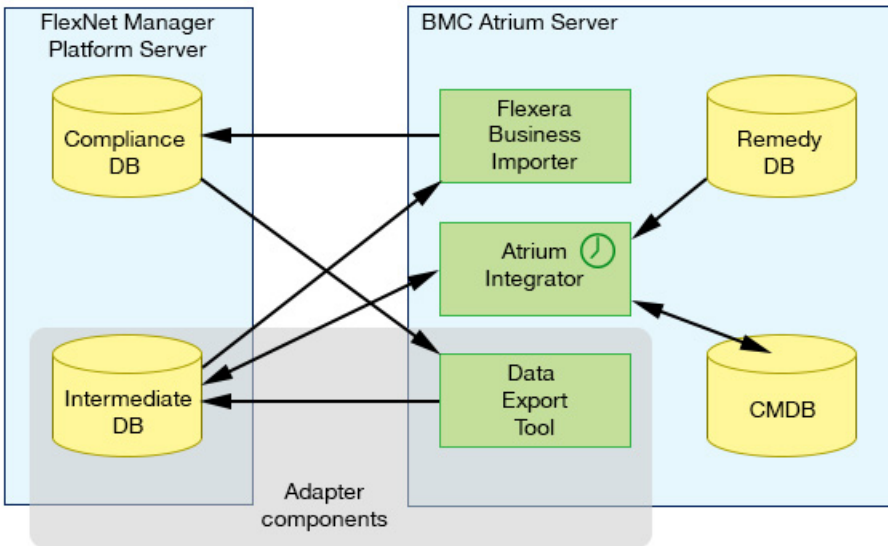 FlexNet Manager
Platform Server
BMC Atrium Server
Compliance
DB
Flexera
Business
Importer
Remedy
DB
Atrium
Integrator
Intermediate
DB
Data
Export
Tool
CMDB
Adapter
components